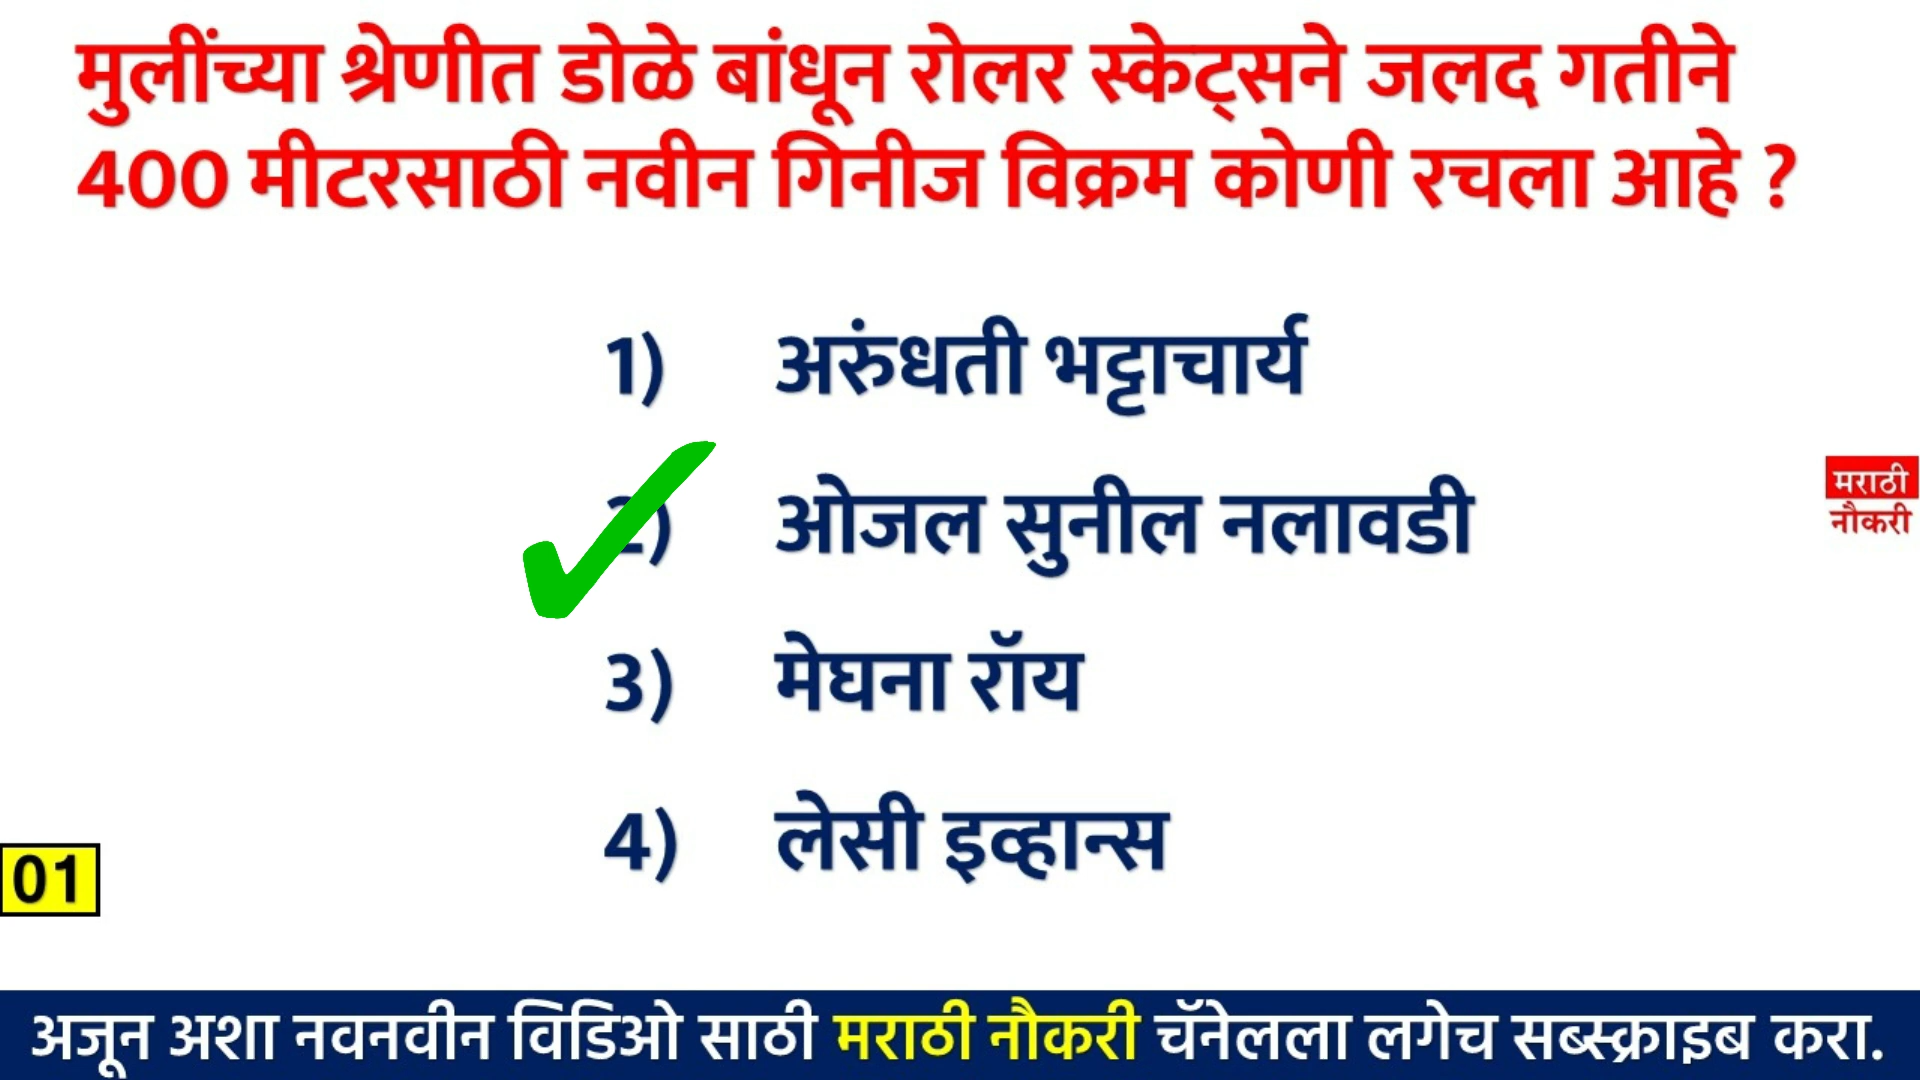 मुलींच्या श्रेणीत डोळे बांधून रोलर स्केट्सने जलद गतीने
400 मीटरसाठी नवीन गिनीज विक्रम कोणी रचला आहे ?
1) अरुंधती भट्टाचार्य
2) ओजल सुनील नलावडी
मराठी
नौकरी
3) मेघना रॉय
4) लेसी इव्हान्स
01
अजून अशा नवनवीन विडिओ साठी मराठी नौकरी चॅनेलला लगेच सब्स्क्राइब करा.